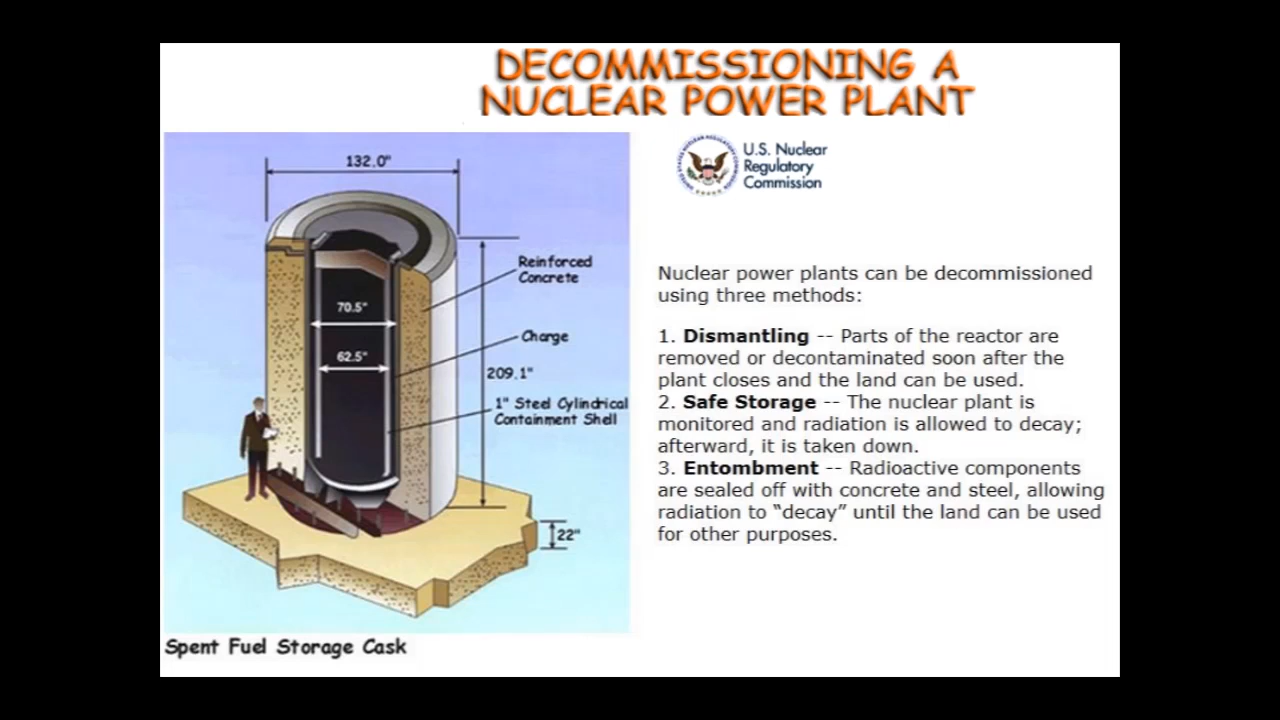 DECOMMISSIONING A
NUCLEAR POWER PLANT
132.0"
Reinforced
Concrete
70.5"
Charge
62.5"
209.1"
1" Steel Cylindrical
Containment Shell
22"
Spent Fuel Storage Cask
U.S. Nuclear
Regulatory
Commission
Nuclear power plants can be decommissioned
using three methods:
1. Dismantling -- Parts of the reactor are
removed or decontaminated soon after the
plant closes and the land can be used.
2. Safe Storage -- The nuclear plant is
monitored and radiation is allowed to decay;
afterward, it is taken down.
3. Entombment -- Radioactive components
are sealed off with concrete and steel, allowing
radiation to “decay” until the land can be used
for other purposes.